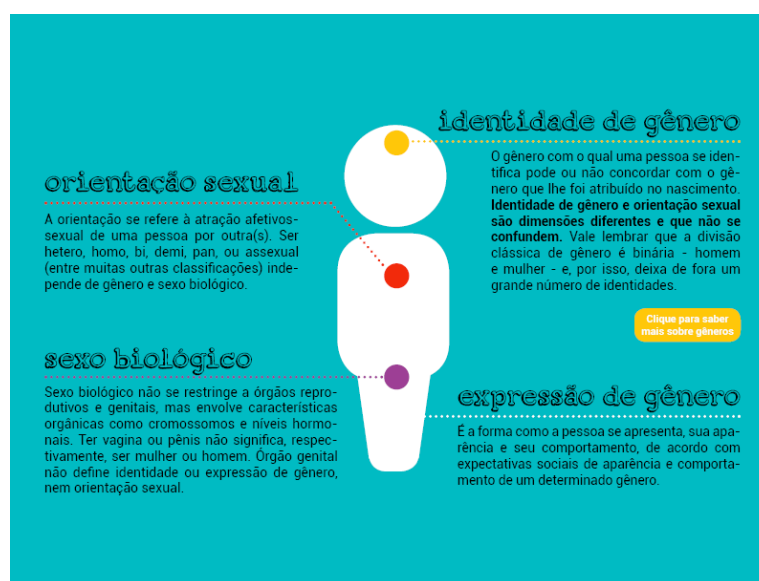 identidade de gênero
O gênero com o qual uma pessoa se iden-
tifica pode ou não concordar com o gê-
nero que lhe foi atribuído no nascimento.
Identidade de gênero e orientação sexual
são dimensões diferentes e que não se
confundem. Vale lembrar que a divisão
clássica de gênero é binária - homem
e mulher - e, por isso, deixa de fora um
grande número de identidades.
Clique para saber
mais sobre gêneros
orientação sexual
A orientação se refere à atração afetivos-
sexual de uma pessoa por outra(s). Ser
hetero, homo, bi, demi, pan, ou assexual
(entre muitas outras classificações) inde-
pende de gênero e sexo biológico.
sexo biológico
Sexo biológico não se restringe a órgãos repro-
dutivos e genitais, mas envolve características
orgânicas como cromossomos e níveis hormo-
nais. Ter vagina ou pênis não significa, respec-
tivamente, ser mulher ou homem. Órgão genital
não define identidade ou expressão de gênero,
nem orientação sexual.
expressão de gênero
É a forma como a pessoa se apresenta, sua apa-
rência e seu comportamento, de acordo com
expectativas sociais de aparência e comporta-
mento de um determinado gênero.